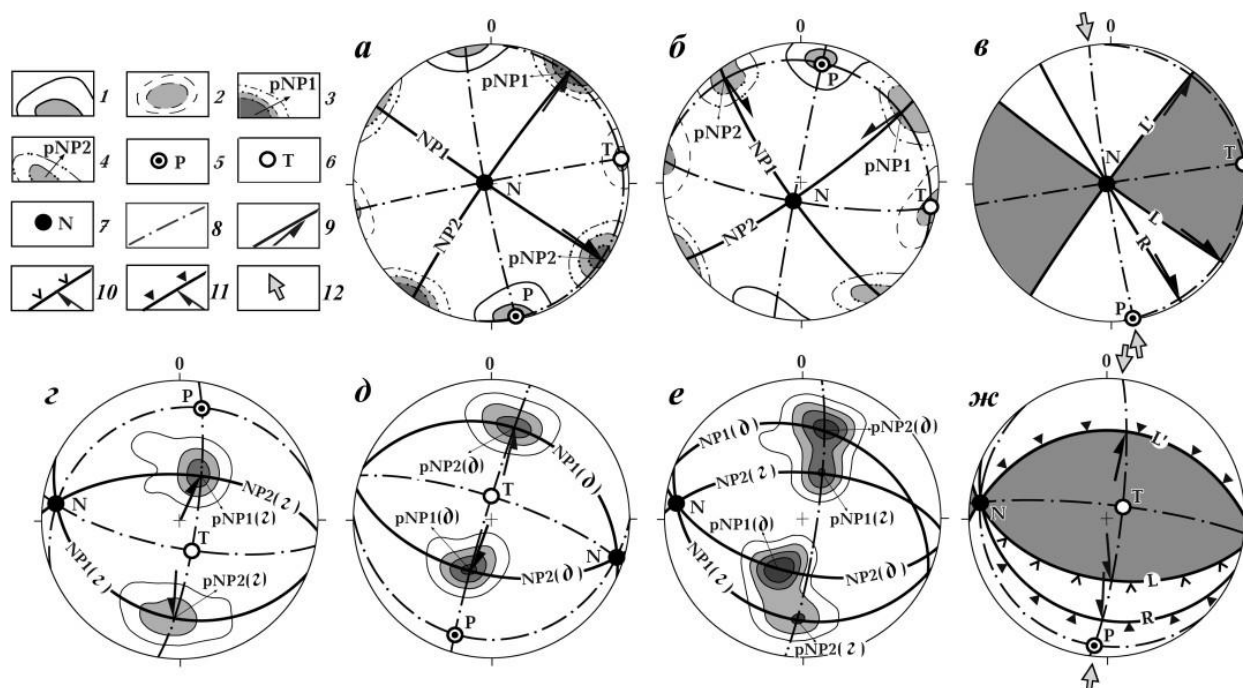 pNP1 1 2 3
pNP2 4 P 5 T 6
N 7 8 9
10 11 12
а 0 pNP1 NP1 T N NP2 pNP2 P
б 0 P pNP2 pNP1 NP1 T N NP2
в 0 L' N T L R P
г 0 P N NP2(г) pNP1(г) T NP1(г) pNP2(г)
д 0 pNP2(д) NP1(д) T pNP1(д) N NP2(д) P
е 0 NP1(д) pNP2(д) NP2(г) N pNP1(г) pNP1(д) NP1(г) NP2(д) pNP2(г)
ж 0 L' N T L R P